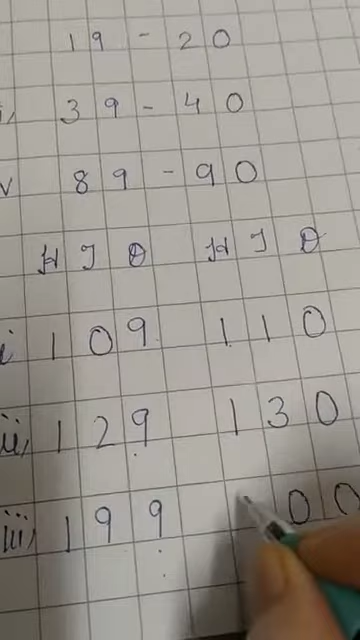 19 - 20
39 - 40
v 89 - 90
H T O H T O
i 109 110
ii, 129 130
iii) 199 00